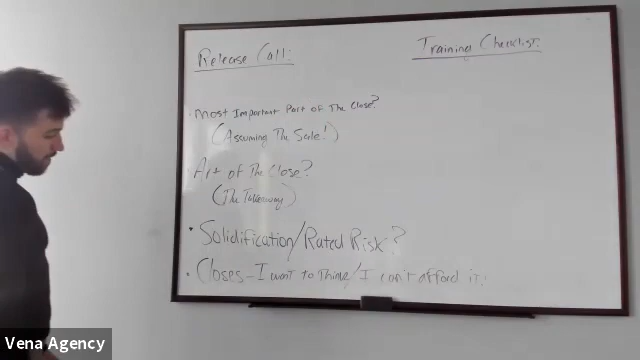 Release Call:
Training Checklist:
Most Important Part of The Close?
(Assuming The Sale!)
Art of The Close?
(The Takeaway)
• Solidification/Rated Risk?
• Closes - I want to Think/I can't afford it:
Vena Agency